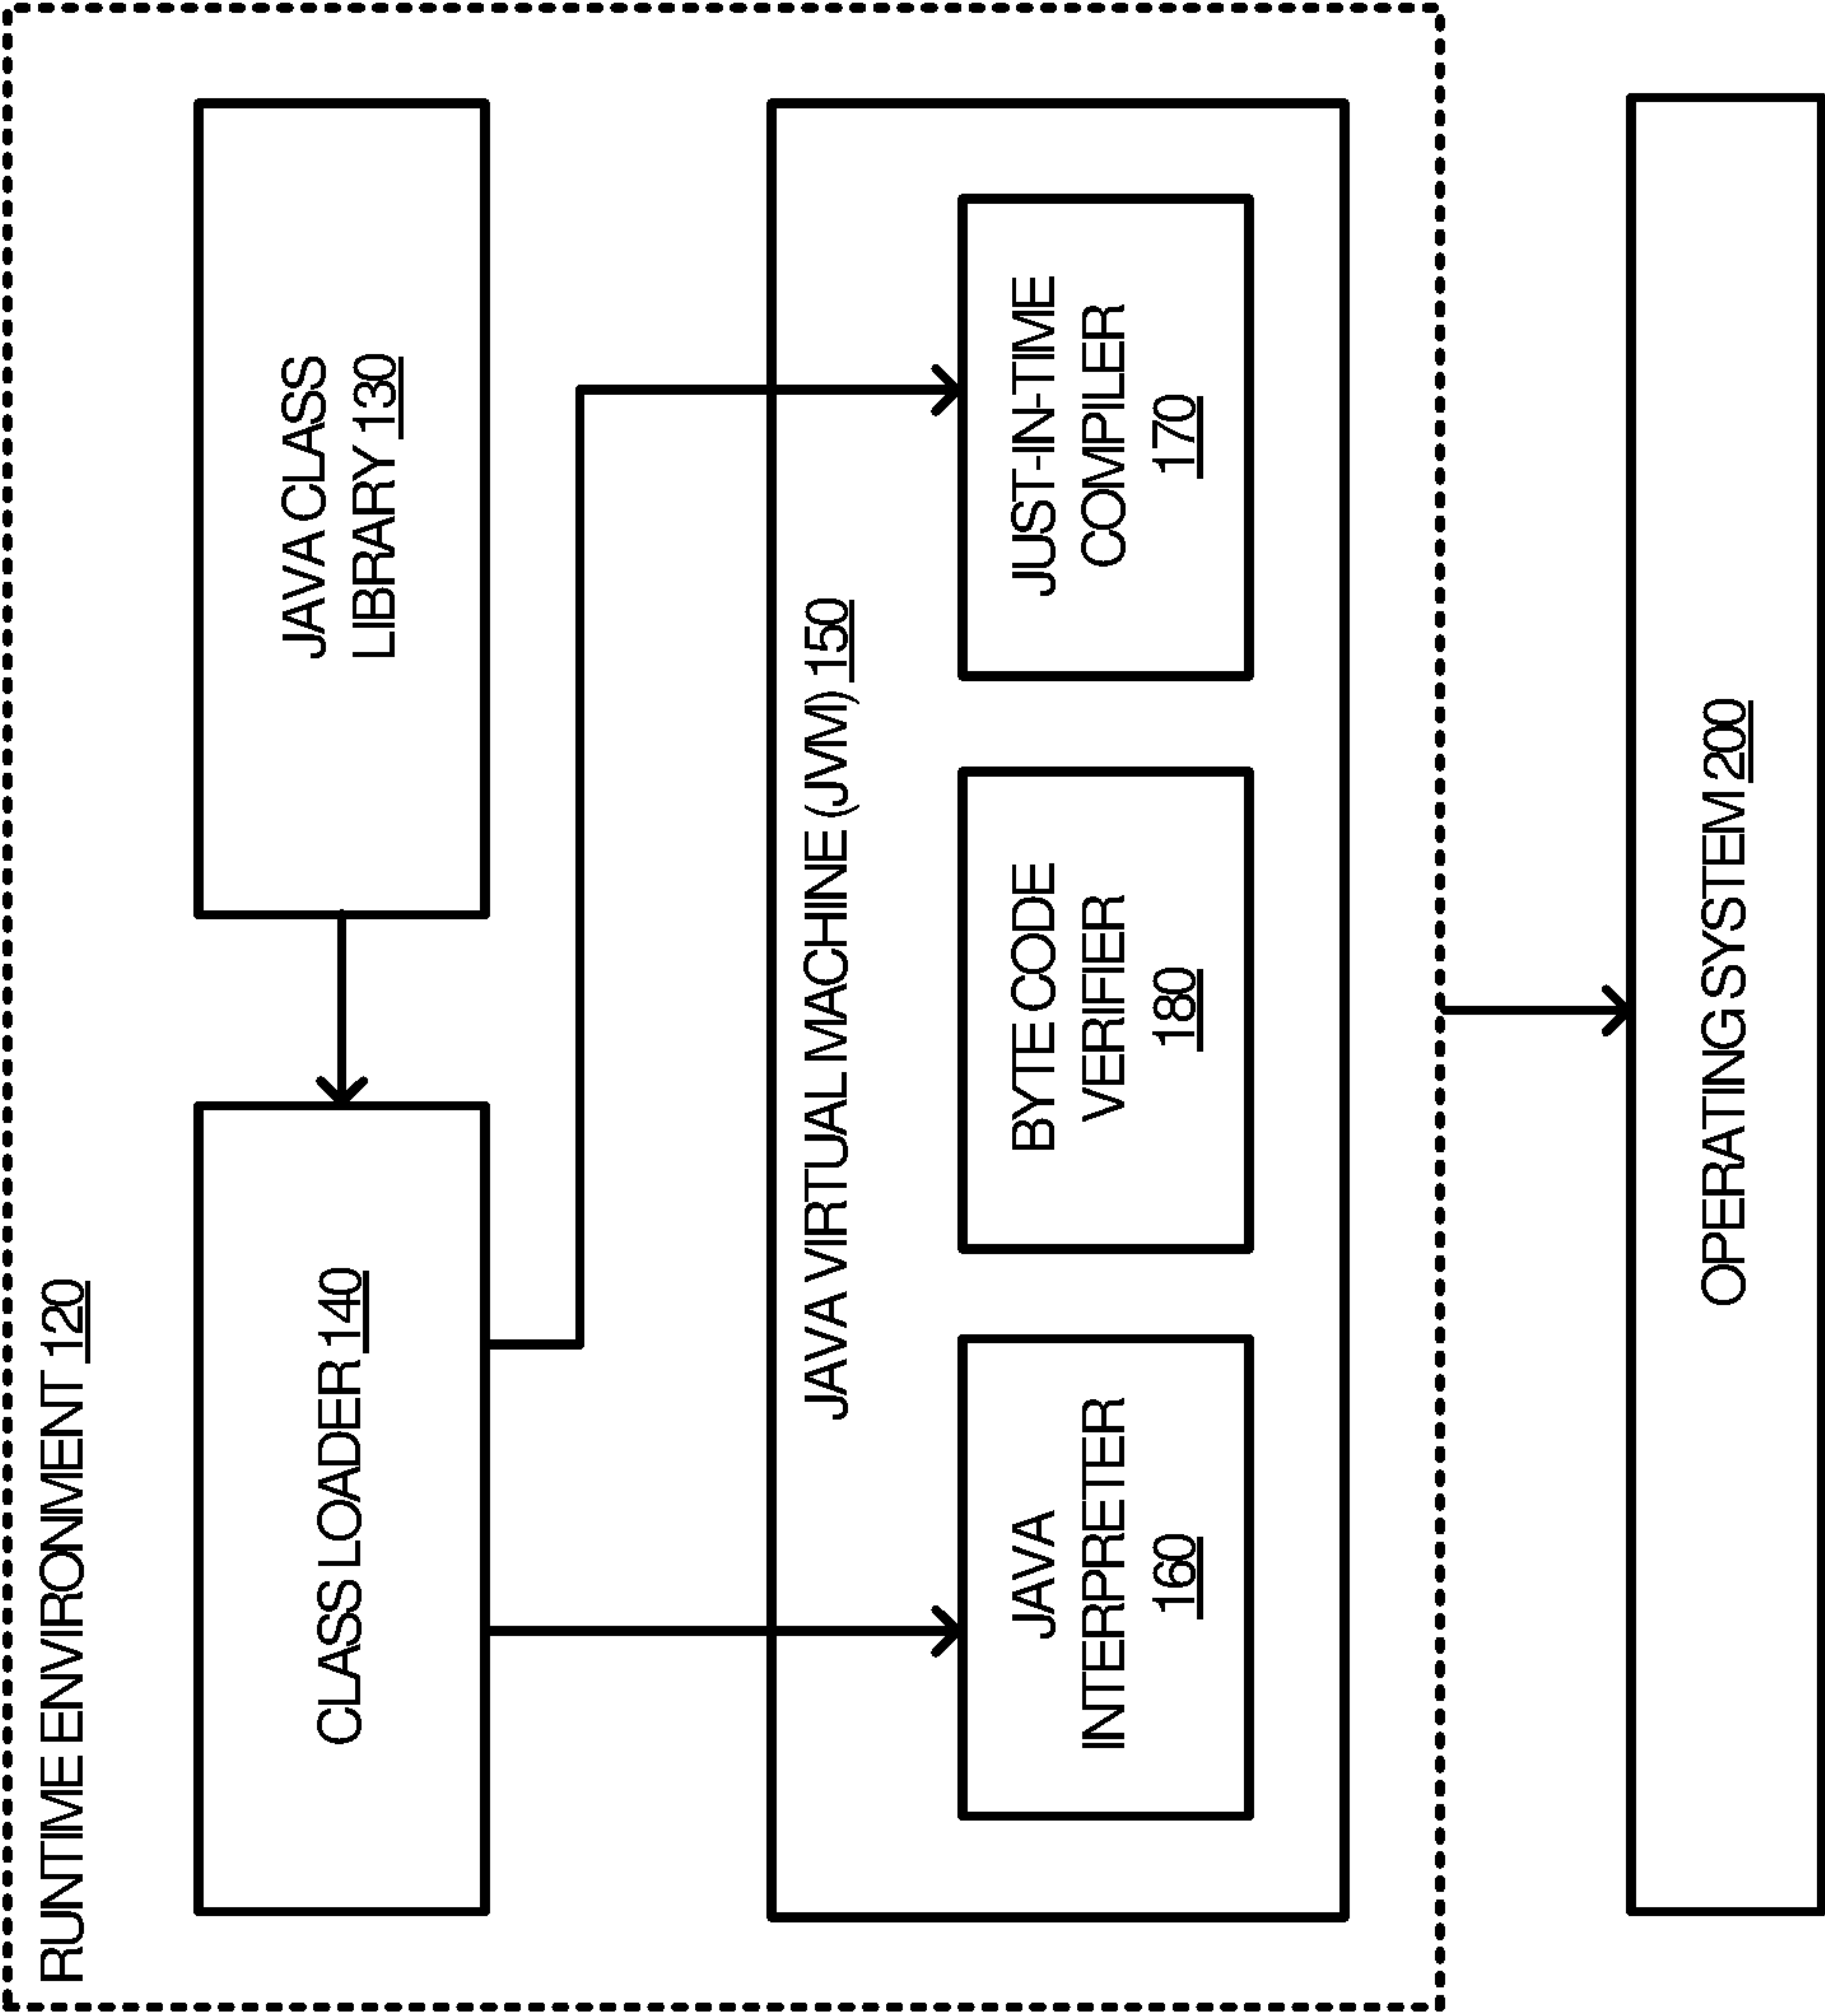 RUNTIME ENVIRONMENT 120
CLASS LOADER 140
JAVA CLASS
LIBRARY 130
JAVA VIRTUAL MACHINE (JVM) 150
JAVA
INTERPRETER
160
BYTE CODE
VERIFIER
180
JUST-IN-TIME
COMPILER
170
OPERATING SYSTEM 200